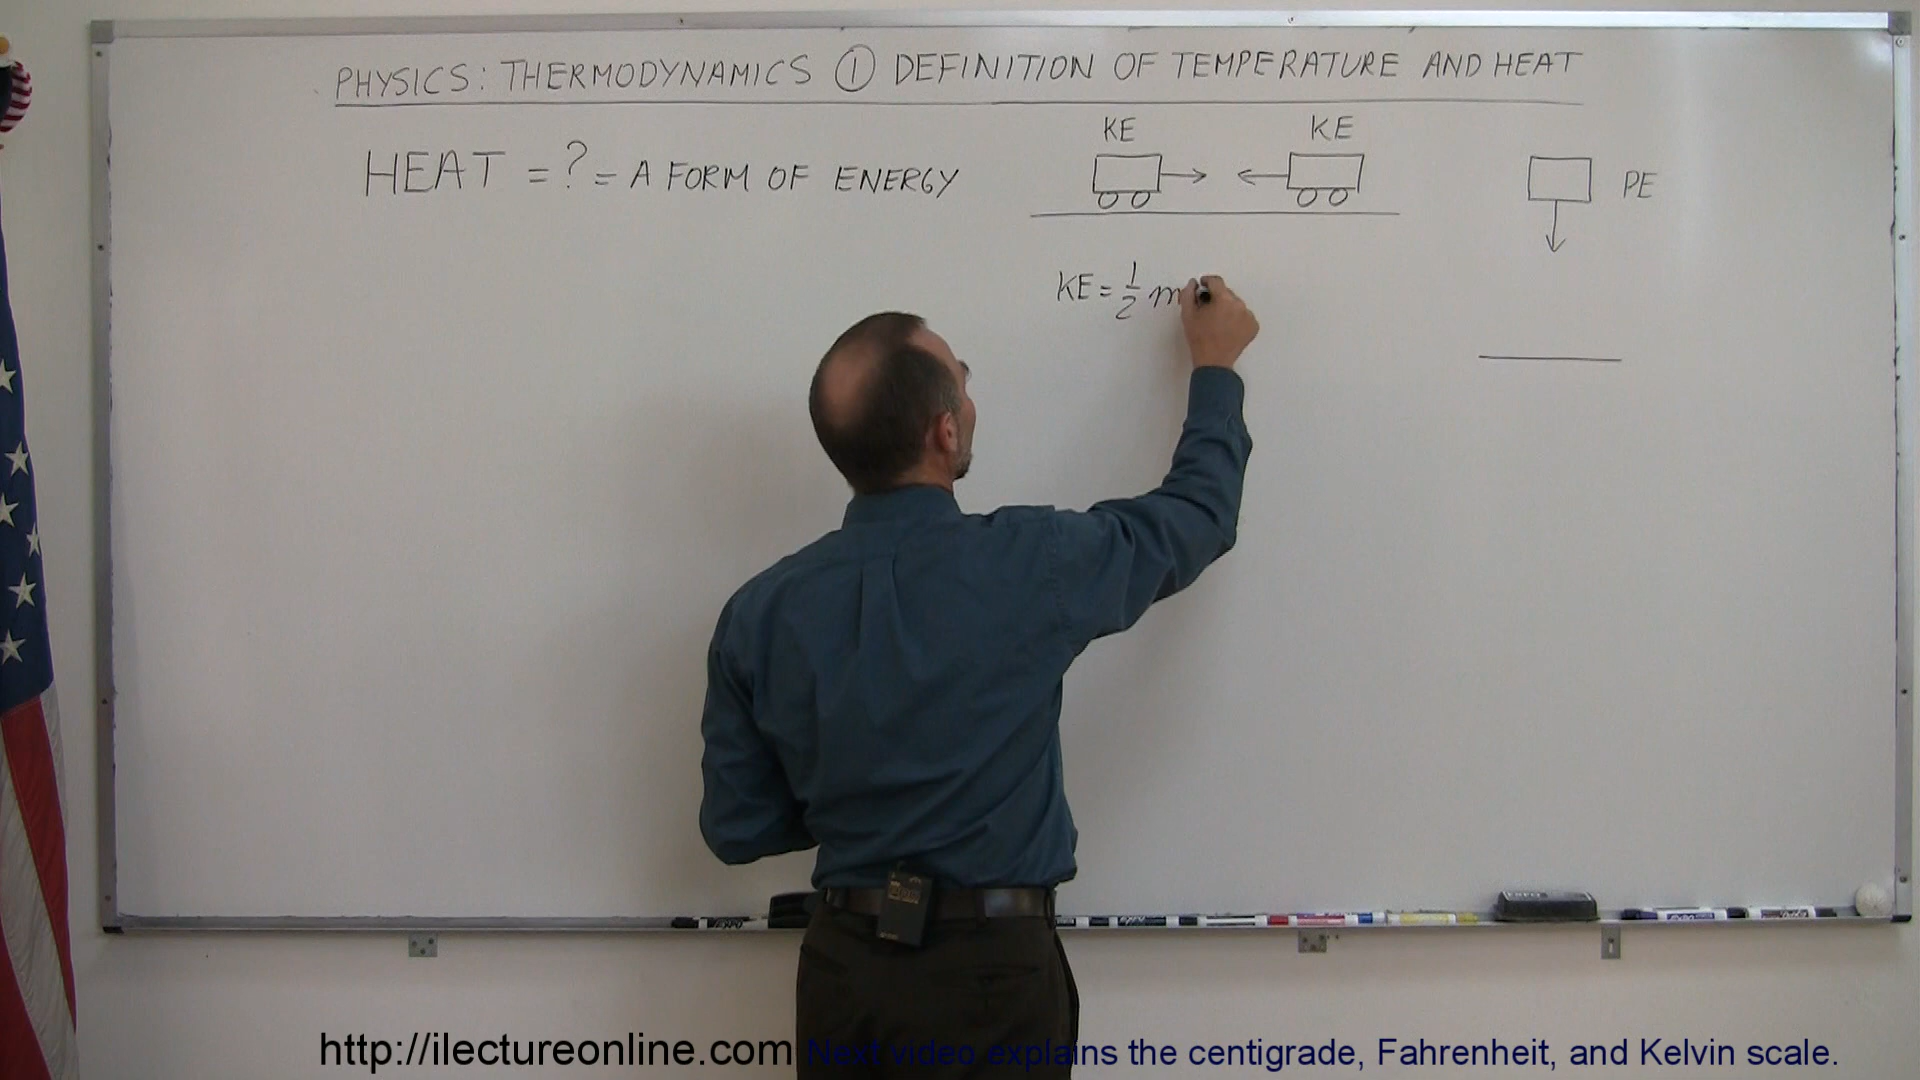 PHYSICS: THERMODYNAMICS ① DEFINITION OF TEMPERATURE AND HEAT
HEAT = ? = A FORM OF ENERGY
KE KE
PE
KE = 1/2 m
EXPO
http://ilectureonline.com Next video explains the centigrade, Fahrenheit, and Kelvin scale.